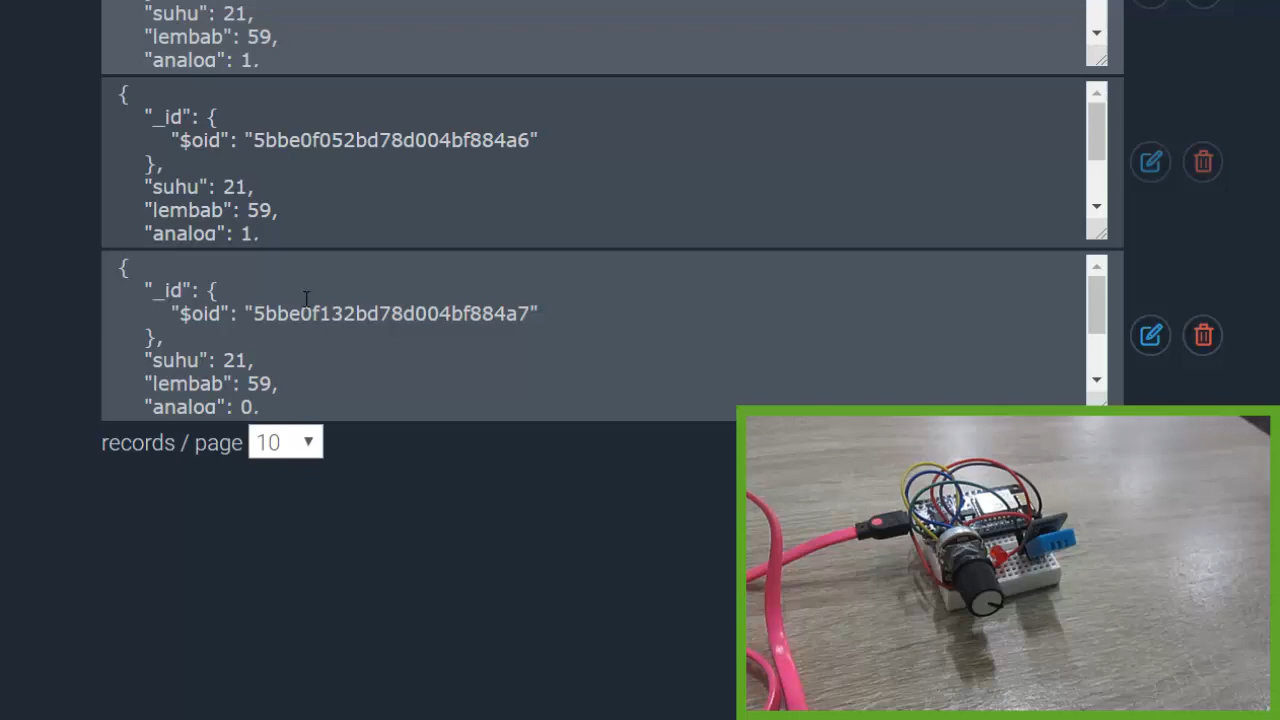 "suhu": 21,
"lembab": 59,
"analog": 1,
{
"_id": {
"$oid": "5bbe0f052bd78d004bf884a6"
},
"suhu": 21,
"lembab": 59,
"analog": 1,
{
"_id": {
"$oid": "5bbe0f132bd78d004bf884a7"
},
"suhu": 21,
"lembab": 59,
"analog": 0,
records / page 10